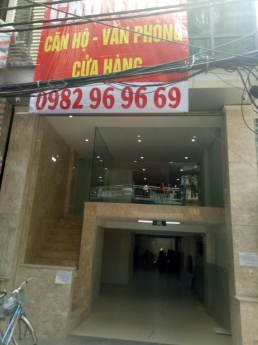 CĂN HỘ - VĂN PHÒNG
CỬA HÀNG
0982 96 96 69